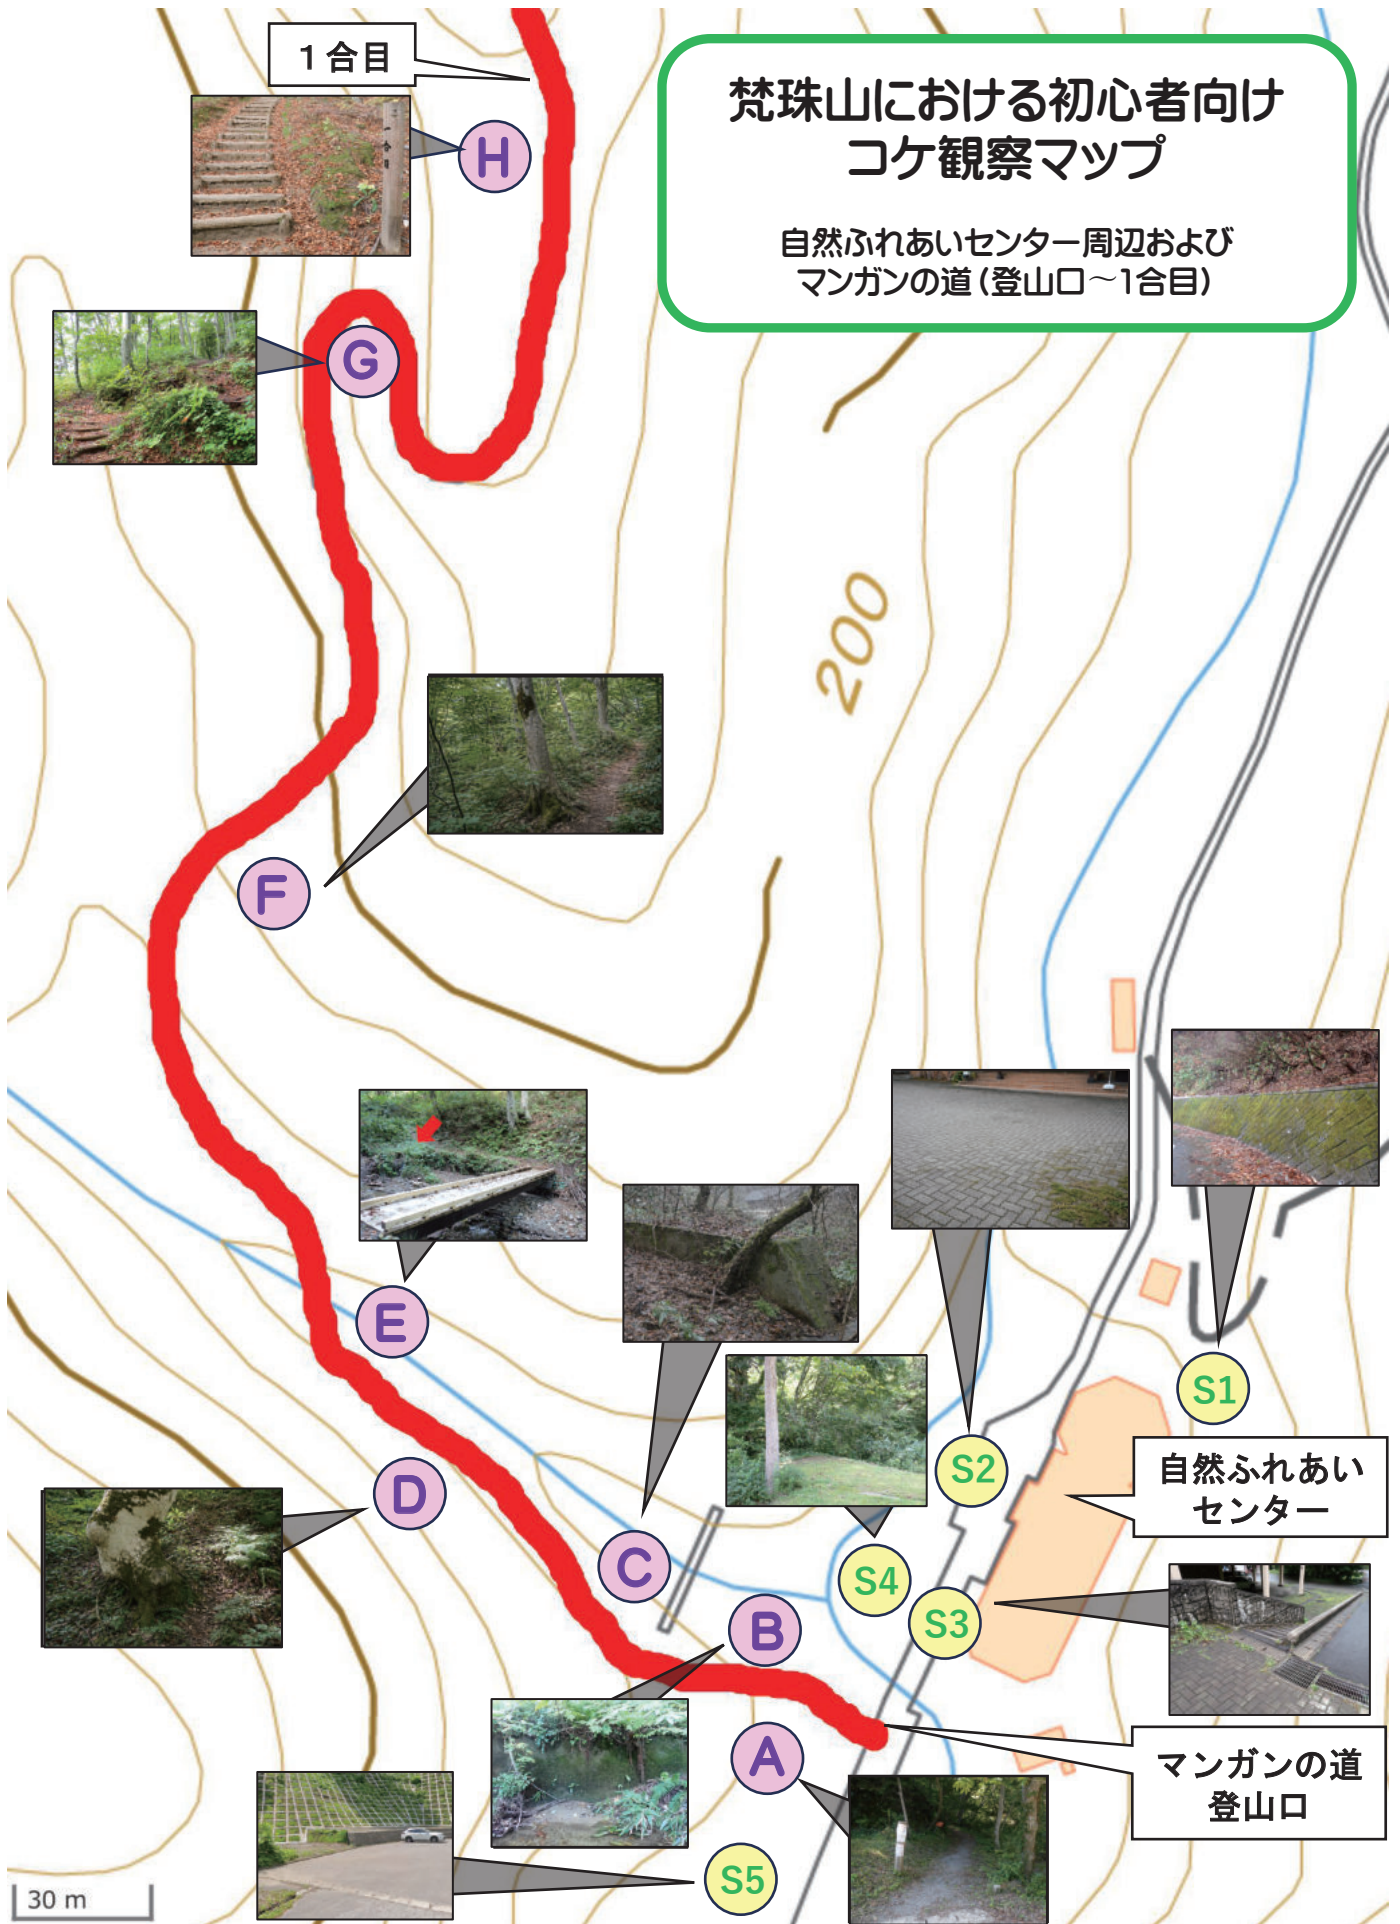 1合目
梵珠山における初心者向け
コケ観察マップ
自然ふれあいセンター周辺および
マンガンの道(登山口～1合目)
一合目
H
G
200
F
E
S1
S2
D
自然ふれあい
センター
C
S4
S3
B
A
マンガンの道
登山口
S5
30 m